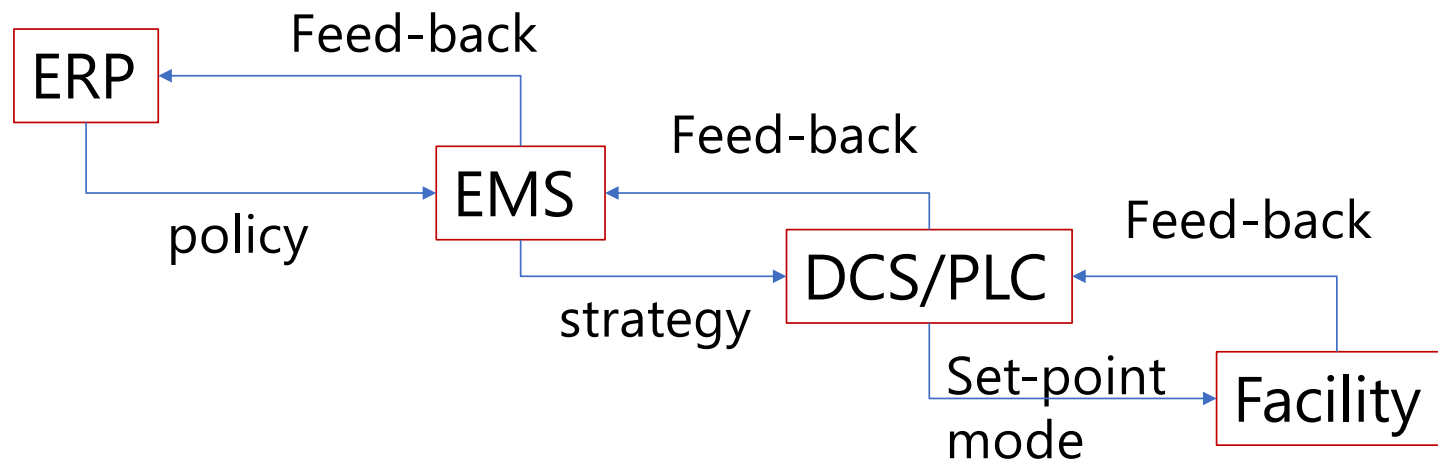 Feed-back
ERP
Feed-back
EMS
policy
Feed-back
DCS/PLC
strategy
Set-point
mode
Facility